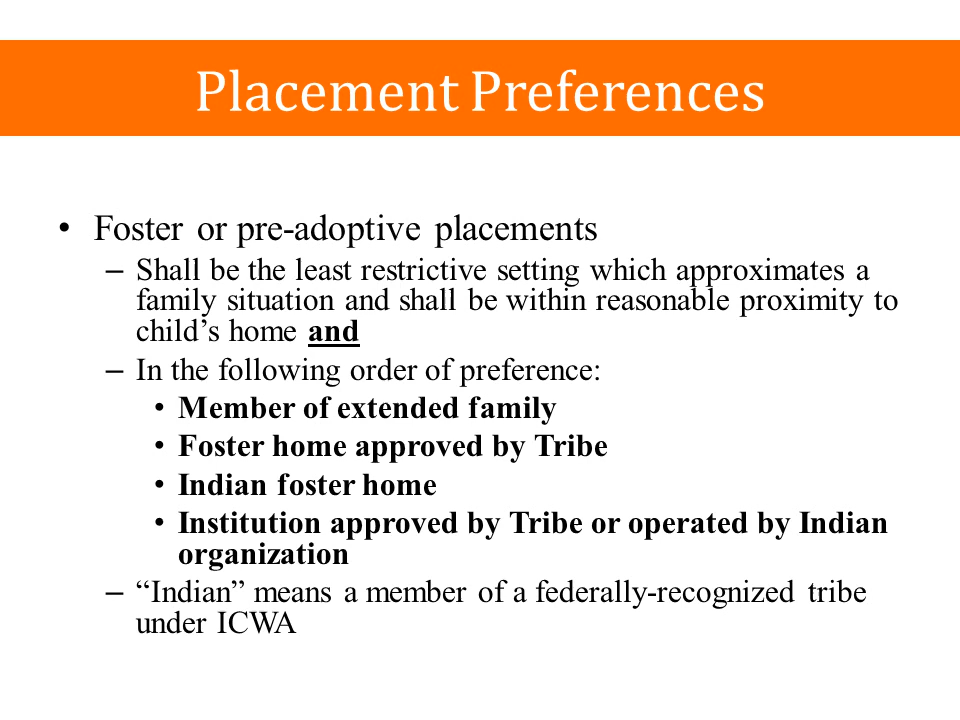 Placement Preferences
• Foster or pre-adoptive placements
– Shall be the least restrictive setting which approximates a
family situation and shall be within reasonable proximity to
child’s home and
– In the following order of preference:
• Member of extended family
• Foster home approved by Tribe
• Indian foster home
• Institution approved by Tribe or operated by Indian
organization
– “Indian” means a member of a federally-recognized tribe
under ICWA